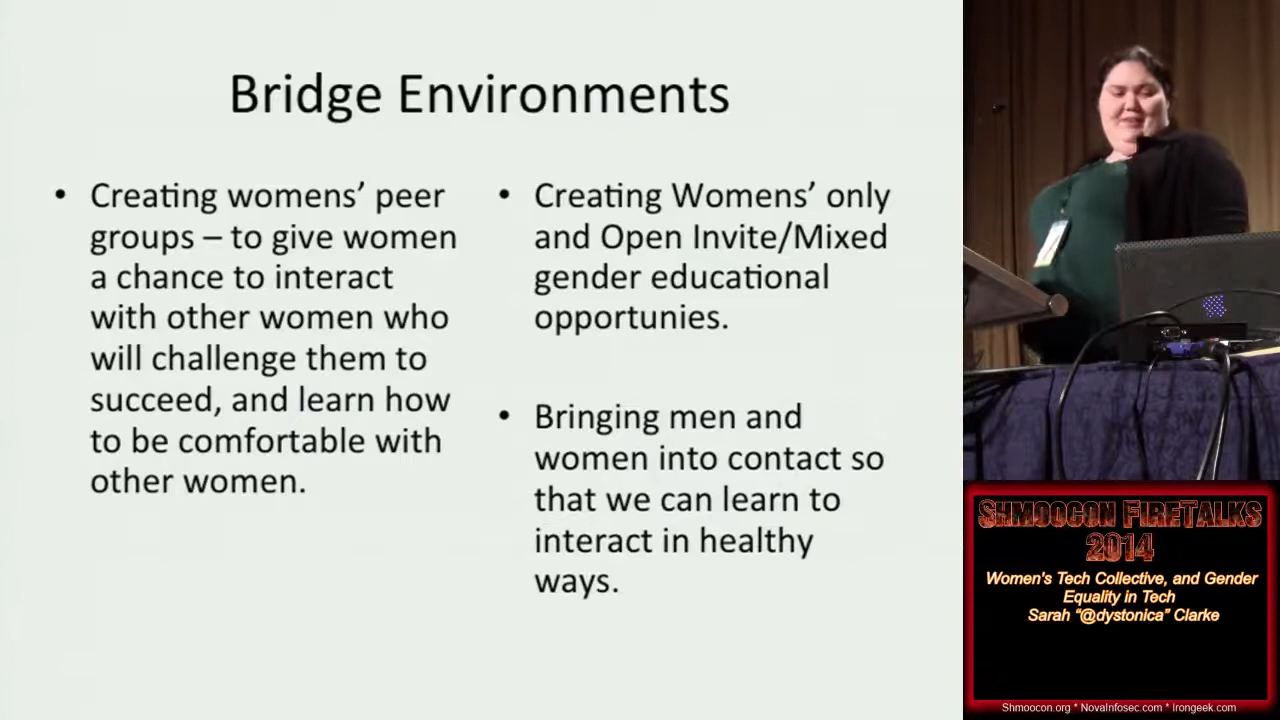 Bridge Environments
• Creating womens’ peer
groups – to give women
a chance to interact
with other women who
will challenge them to
succeed, and learn how
to be comfortable with
other women.
• Creating Womens’ only
and Open Invite/Mixed
gender educational
opportunies.
• Bringing men and
women into contact so
that we can learn to
interact in healthy
ways.
Shmoocon FireTalks
2014
Women's Tech Collective, and Gender
Equality in Tech
Sarah “@dystonica” Clarke
Shmoocon.org * NovaInfosec.com * Irongeek.com